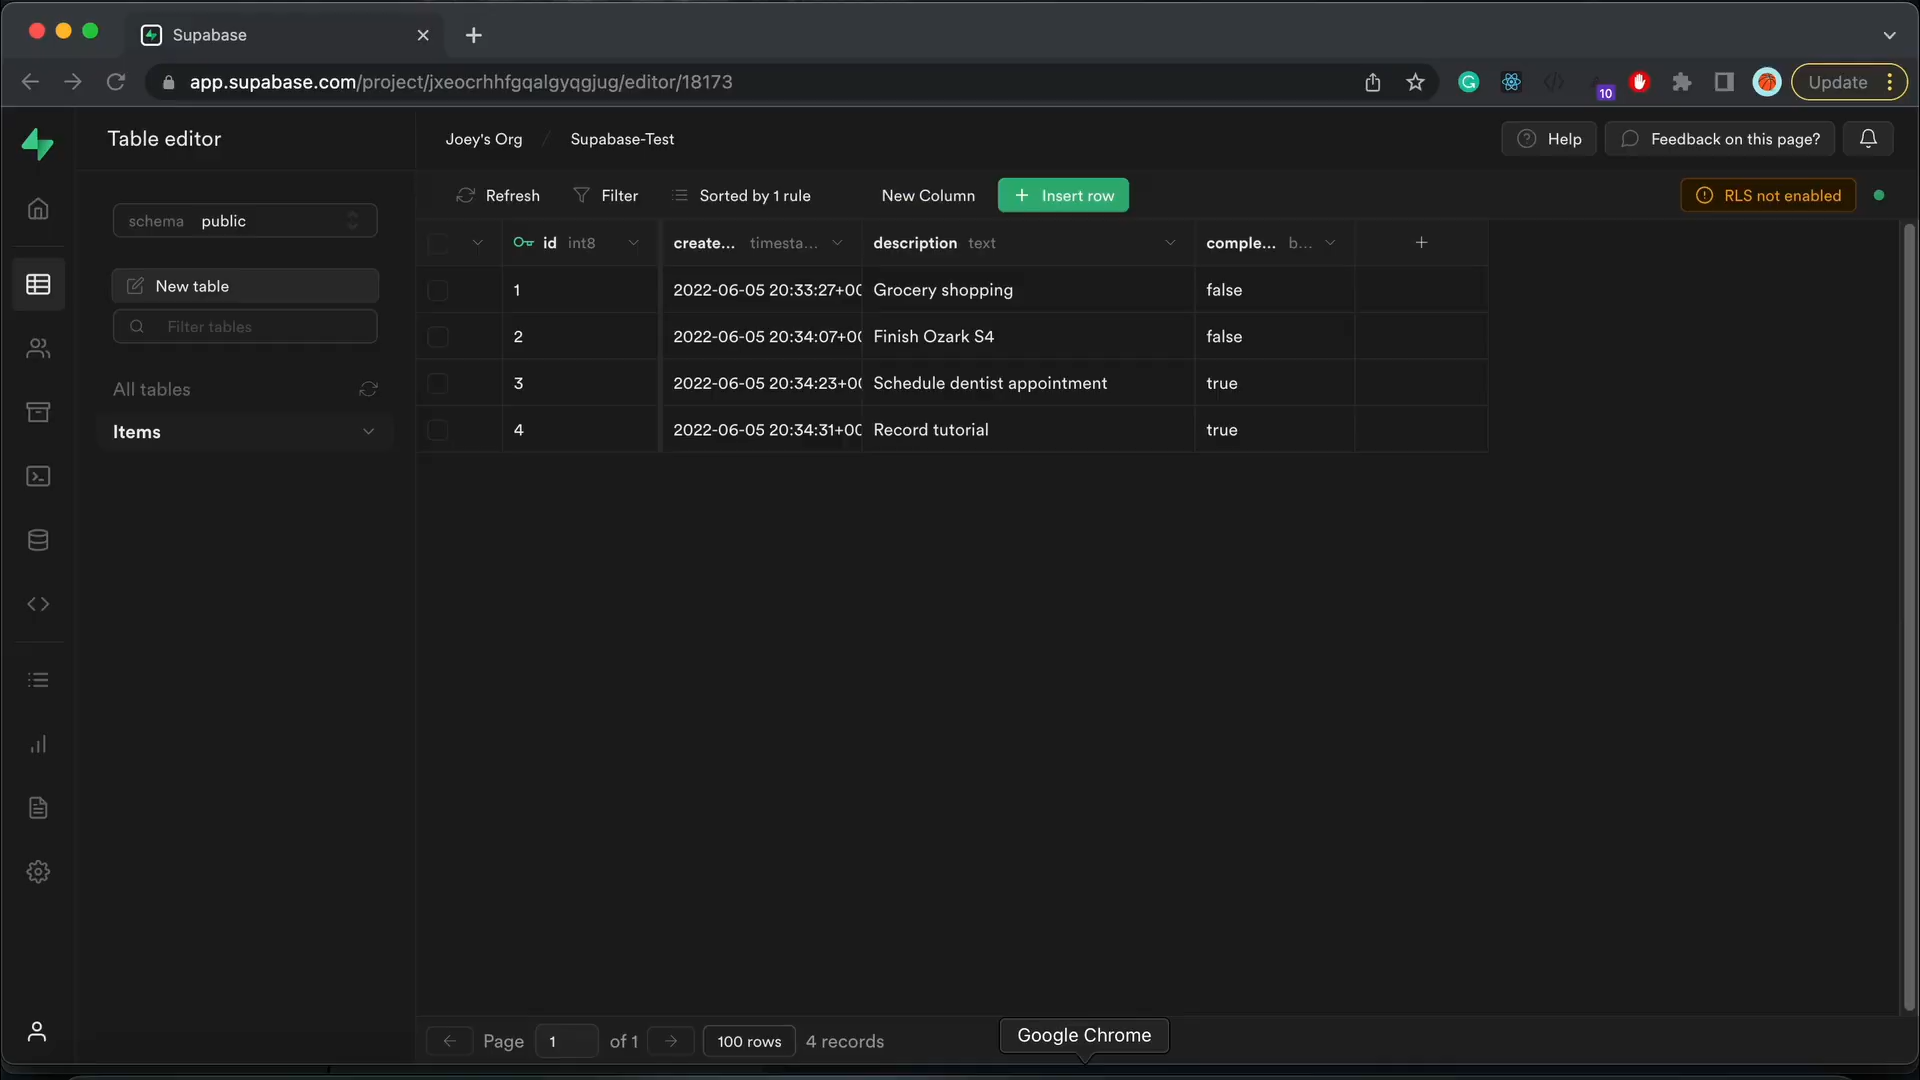 Supabase
app.supabase.com/project/jxeocrhhfgqalgyqgjug/editor/18173
10
Update
Table editor
Joey's Org / Supabase-Test
Help
Feedback on this page?
schema public
Refresh
Filter
Sorted by 1 rule
New Column
+ Insert row
RLS not enabled
id int8
create... timesta...
description text
comple... b...
+
New table
Filter tables
All tables
Items
1 2022-06-05 20:33:27+00 Grocery shopping false
2 2022-06-05 20:34:07+00 Finish Ozark S4 false
3 2022-06-05 20:34:23+00 Schedule dentist appointment true
4 2022-06-05 20:34:31+00 Record tutorial true
Page 1 of 1
100 rows
4 records
Google Chrome